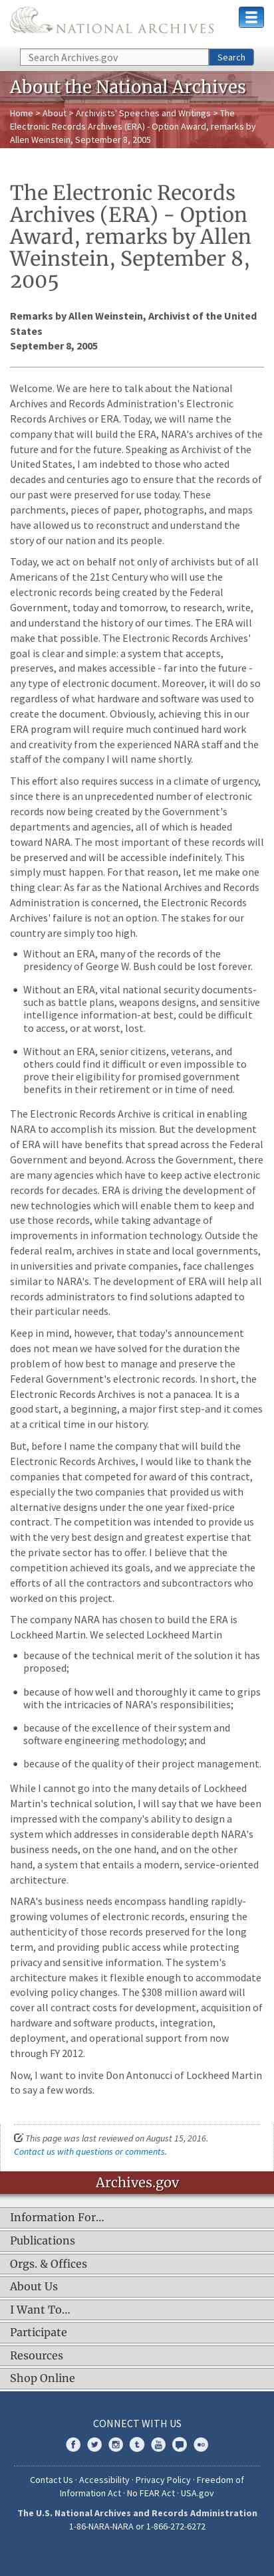 NATIONAL ARCHIVES
Search Archives.gov
Search
About the National Archives
Home > About > Archivists' Speeches and Writings > The
Electronic Records Archives (ERA) - Option Award, remarks by
Allen Weinstein, September 8, 2005
The Electronic Records
Archives (ERA) - Option
Award, remarks by Allen
Weinstein, September 8,
2005
Remarks by Allen Weinstein, Archivist of the United
States
September 8, 2005
Welcome. We are here to talk about the National
Archives and Records Administration's Electronic
Records Archives or ERA. Today, we will name the
company that will build the ERA, NARA's archives of the
future and for the future. Speaking as Archivist of the
United States, I am indebted to those who acted
decades and centuries ago to ensure that the records of
our past were preserved for use today. These
parchments, pieces of paper, photographs, and maps
have allowed us to reconstruct and understand the
story of our nation and its people.
Today, we act on behalf not only of archivists but of all
Americans of the 21st Century who will use the
electronic records being created by the Federal
Government, today and tomorrow, to research, write,
and understand the history of our times. The ERA will
make that possible. The Electronic Records Archives'
goal is clear and simple: a system that accepts,
preserves, and makes accessible - far into the future -
any type of electronic document. Moreover, it will do so
regardless of what hardware and software was used to
create the document. Obviously, achieving this in our
ERA program will require much continued hard work
and creativity from the experienced NARA staff and the
staff of the company I will name shortly.
This effort also requires success in a climate of urgency,
since there is an unprecedented number of electronic
records now being created by the Government's
departments and agencies, all of which is headed
toward NARA. The most important of these records will
be preserved and will be accessible indefinitely. This
simply must happen. For that reason, let me make one
thing clear: As far as the National Archives and Records
Administration is concerned, the Electronic Records
Archives' failure is not an option. The stakes for our
country are simply too high.
• Without an ERA, many of the records of the
presidency of George W. Bush could be lost forever.
• Without an ERA, vital national security documents-
such as battle plans, weapons designs, and sensitive
intelligence information-at best, could be difficult
to access, or at worst, lost.
• Without an ERA, senior citizens, veterans, and
others could find it difficult or even impossible to
prove their eligibility for promised government
benefits in their retirement or in time of need.
The Electronic Records Archive is critical in enabling
NARA to accomplish its mission. But the development
of ERA will have benefits that spread across the Federal
Government and beyond. Across the Government, there
are many agencies which have to keep active electronic
records for decades. ERA is driving the development of
new technologies which will enable them to keep and
use those records, while taking advantage of
improvements in information technology. Outside the
federal realm, archives in state and local governments,
in universities and private companies, face challenges
similar to NARA's. The development of ERA will help all
records administrators to find solutions adapted to
their particular needs.
Keep in mind, however, that today's announcement
does not mean we have solved for the duration the
problem of how best to manage and preserve the
Federal Government's electronic records. In short, the
Electronic Records Archives is not a panacea. It is a
good start, a beginning, a major first step-and it comes
at a critical time in our history.
But, before I name the company that will build the
Electronic Records Archives, I would like to thank the
companies that competed for award of this contract,
especially the two companies that provided us with
alternative designs under the one year fixed-price
contract. The competition was intended to provide us
with the very best design and greatest expertise that
the private sector has to offer. I believe that the
competition achieved its goals, and we appreciate the
efforts of all the contractors and subcontractors who
worked on this project.
The company NARA has chosen to build the ERA is
Lockheed Martin. We selected Lockheed Martin
• because of the technical merit of the solution it has
proposed;
• because of how well and thoroughly it came to grips
with the intricacies of NARA's responsibilities;
• because of the excellence of their system and
software engineering methodology; and
• because of the quality of their project management.
While I cannot go into the many details of Lockheed
Martin's technical solution, I will say that we have been
impressed with the company's ability to design a
system which addresses in considerable depth NARA's
business needs, on the one hand, and on the other
hand, a system that entails a modern, service-oriented
architecture.
NARA's business needs encompass handling rapidly-
growing volumes of electronic records, ensuring the
authenticity of those records preserved for the long
term, and providing public access while protecting
privacy and sensitive information. The system's
architecture makes it flexible enough to accommodate
evolving policy changes. The $308 million award will
cover all contract costs for development, acquisition of
hardware and software products, integration,
deployment, and operational support from now
through FY 2012.
Now, I want to invite Don Antonucci of Lockheed Martin
to say a few words.
This page was last reviewed on August 15, 2016.
Contact us with questions or comments.
Archives.gov
Information For…
Publications
Orgs. & Offices
About Us
I Want To…
Participate
Resources
Shop Online
CONNECT WITH US
Contact Us · Accessibility · Privacy Policy · Freedom of
Information Act · No FEAR Act · USA.gov
The U.S. National Archives and Records Administration
1-86-NARA-NARA or 1-866-272-6272